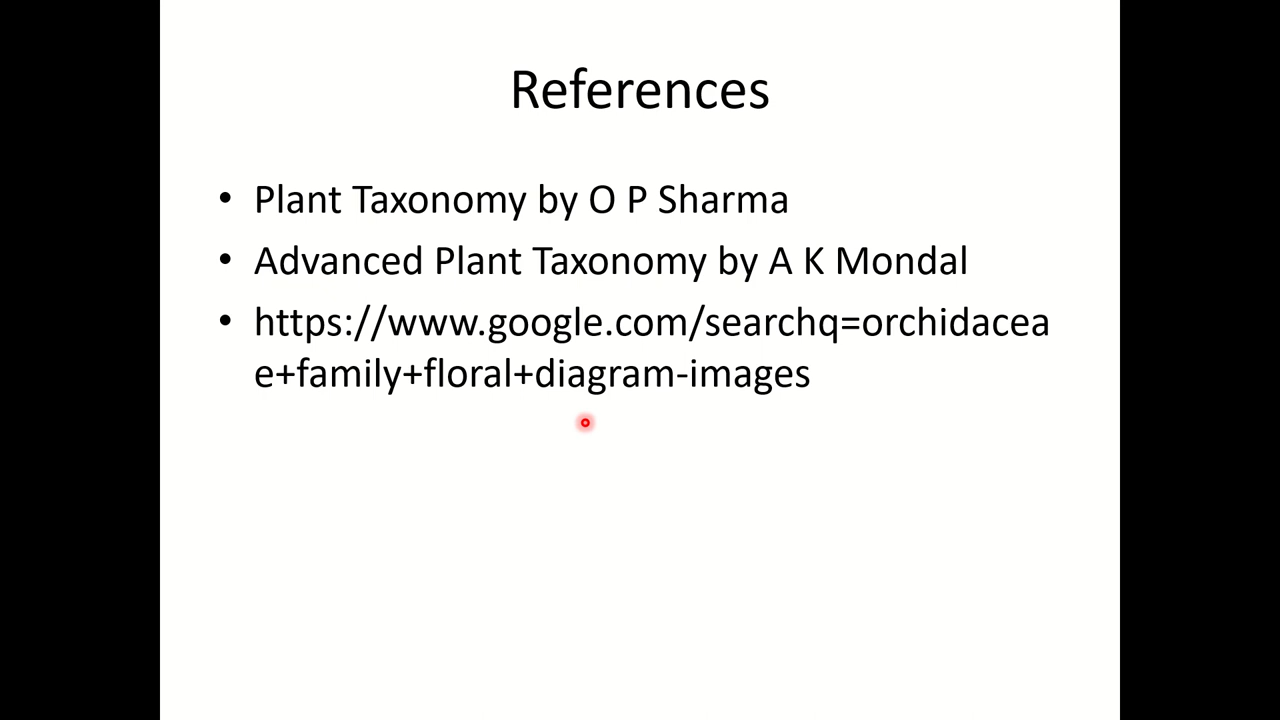 References
• Plant Taxonomy by O P Sharma
• Advanced Plant Taxonomy by A K Mondal
• https://www.google.com/searchq=orchidacea
e+family+floral+diagram-images